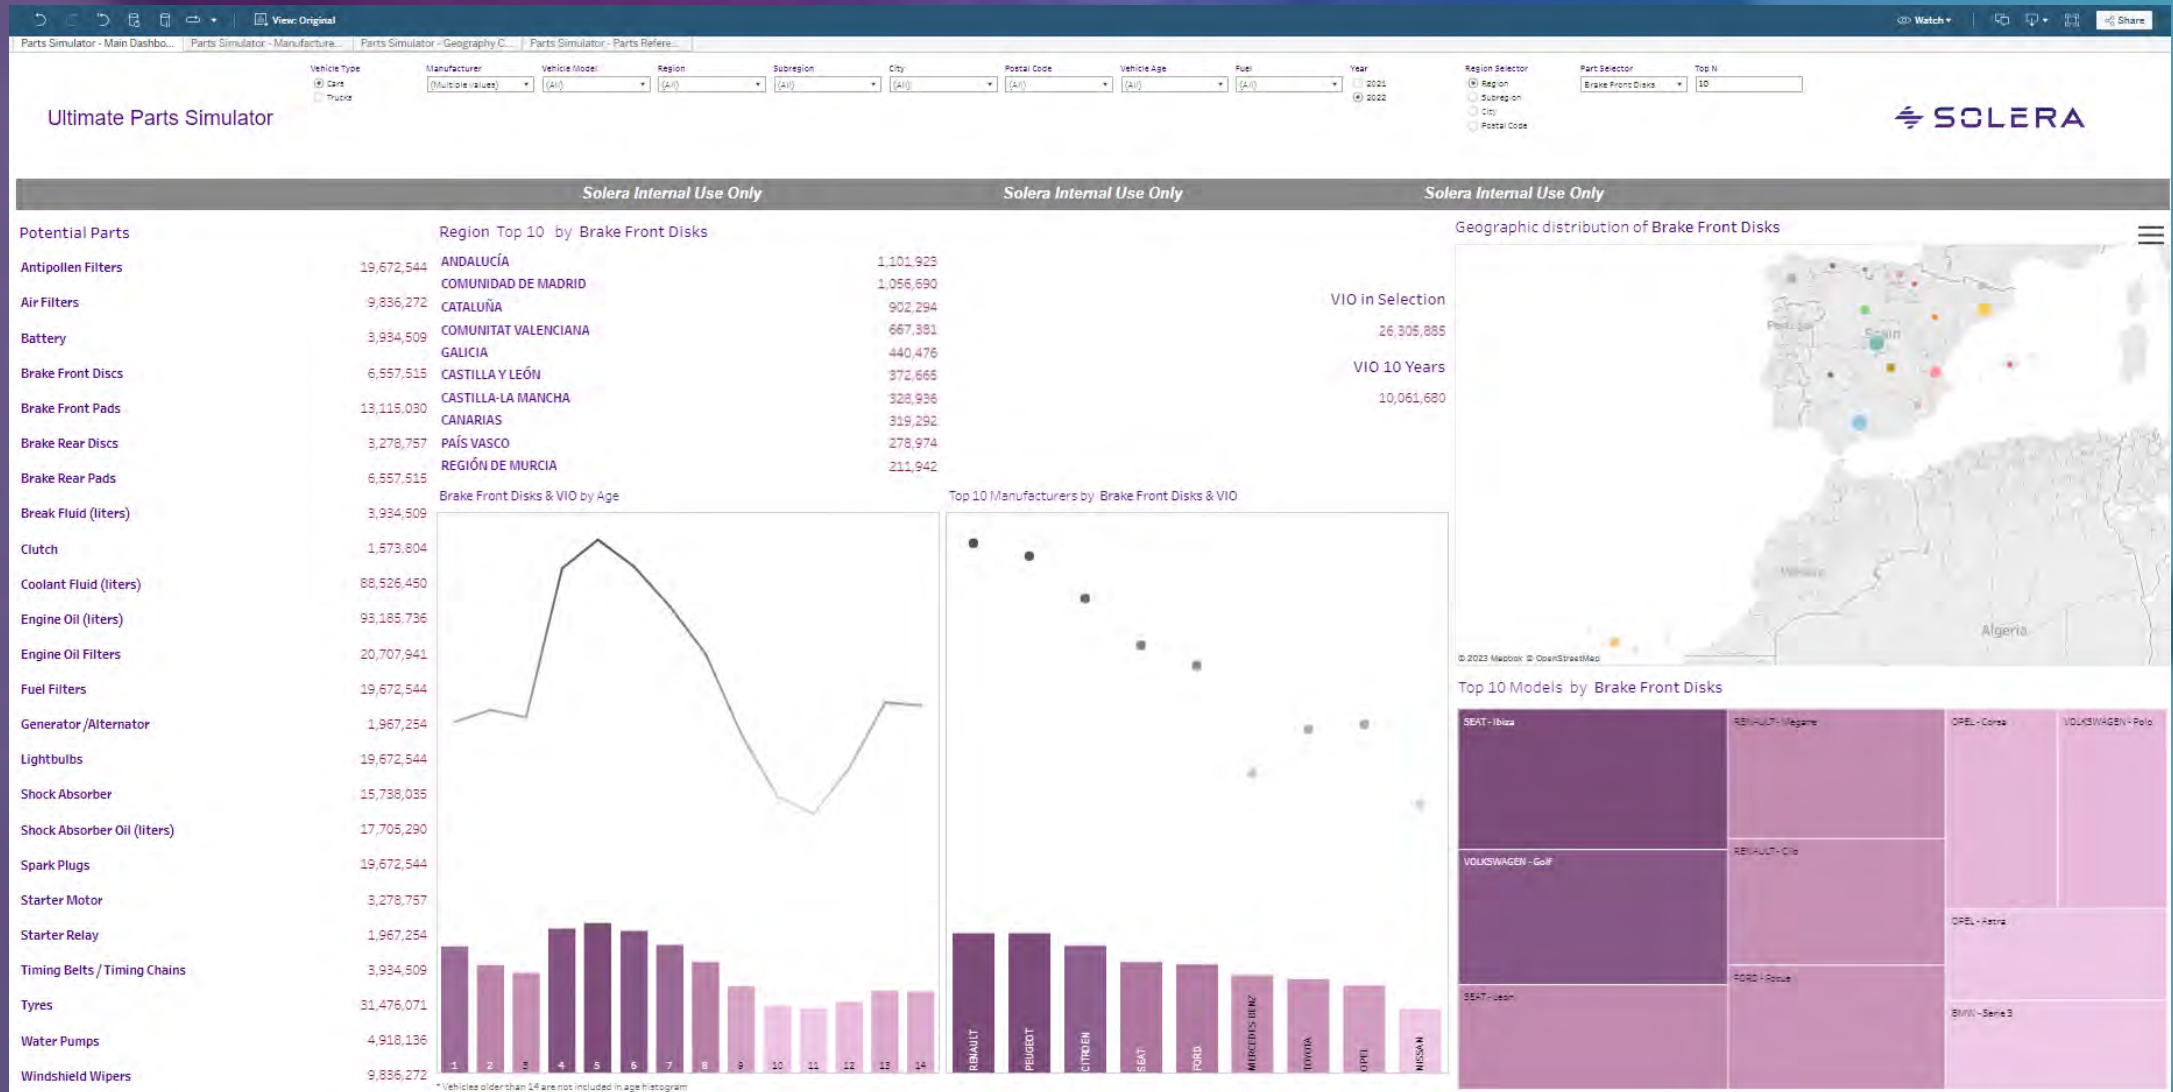 View: Original
Watch
Share
Parts Simulator - Main Dashbo...
Parts Simulator - Manufacture...
Parts Simulator - Geography C...
Parts Simulator - Parts Refere...
Ultimate Parts Simulator
Vehicle Type
Cars
Trucks
Manufacturer
(Multiple values)
Vehicle Model
(All)
Region
(All)
Subregion
(All)
City
(All)
Postal Code
(All)
Vehicle Age
(All)
Fuel
(All)
Year
2021
2022
Region Selector
Region
Subregion
City
Postal Code
Part Selector
Brake Front Disks
Top N
10
SOLERA
Solera Internal Use Only
Solera Internal Use Only
Solera Internal Use Only
Potential Parts
Antipollen Filters 19,672,544
Air Filters 9,836,272
Battery 3,934,509
Brake Front Discs 6,557,515
Brake Front Pads 13,115,030
Brake Rear Discs 3,278,757
Brake Rear Pads 6,557,515
Break Fluid (liters) 3,934,509
Clutch 1,573,804
Coolant Fluid (liters) 88,526,450
Engine Oil (liters) 93,185,736
Engine Oil Filters 20,707,941
Fuel Filters 19,672,544
Generator /Alternator 1,967,254
Lightbulbs 19,672,544
Shock Absorber 15,738,035
Shock Absorber Oil (liters) 17,705,290
Spark Plugs 19,672,544
Starter Motor 3,278,757
Starter Relay 1,967,254
Timing Belts / Timing Chains 3,934,509
Tyres 31,476,071
Water Pumps 4,918,136
Windshield Wipers 9,836,272
Region Top 10 by Brake Front Disks
ANDALUCÍA 1,101,923
COMUNIDAD DE MADRID 1,056,690
CATALUÑA 902,294
COMUNITAT VALENCIANA 667,381
GALICIA 440,476
CASTILLA Y LEÓN 372,665
CASTILLA-LA MANCHA 328,936
CANARIAS 319,292
PAÍS VASCO 278,974
REGIÓN DE MURCIA 211,942
VIO in Selection
26,305,885
VIO 10 Years
10,061,680
Brake Front Disks & VIO by Age
1 2 3 4 5 6 7 8 9 10 11 12 13 14
* Vehicles older than 14 are not included in age histogram
Top 10 Manufacturers by Brake Front Disks & VIO
RENAULT
PEUGEOT
CITROEN
SEAT
FORD
MERCEDES BENZ
TOYOTA
OPEL
NISSAN
Geographic distribution of Brake Front Disks
Portugal
Spain
Morocco
Algeria
© 2023 Mapbox © OpenStreetMap
Top 10 Models by Brake Front Disks
SEAT - Ibiza
VOLKSWAGEN - Golf
SEAT - Leon
RENAULT - Megane
RENAULT - Clio
FORD - Focus
OPEL - Corsa
VOLKSWAGEN - Polo
OPEL - Astra
BMW - Serie 3